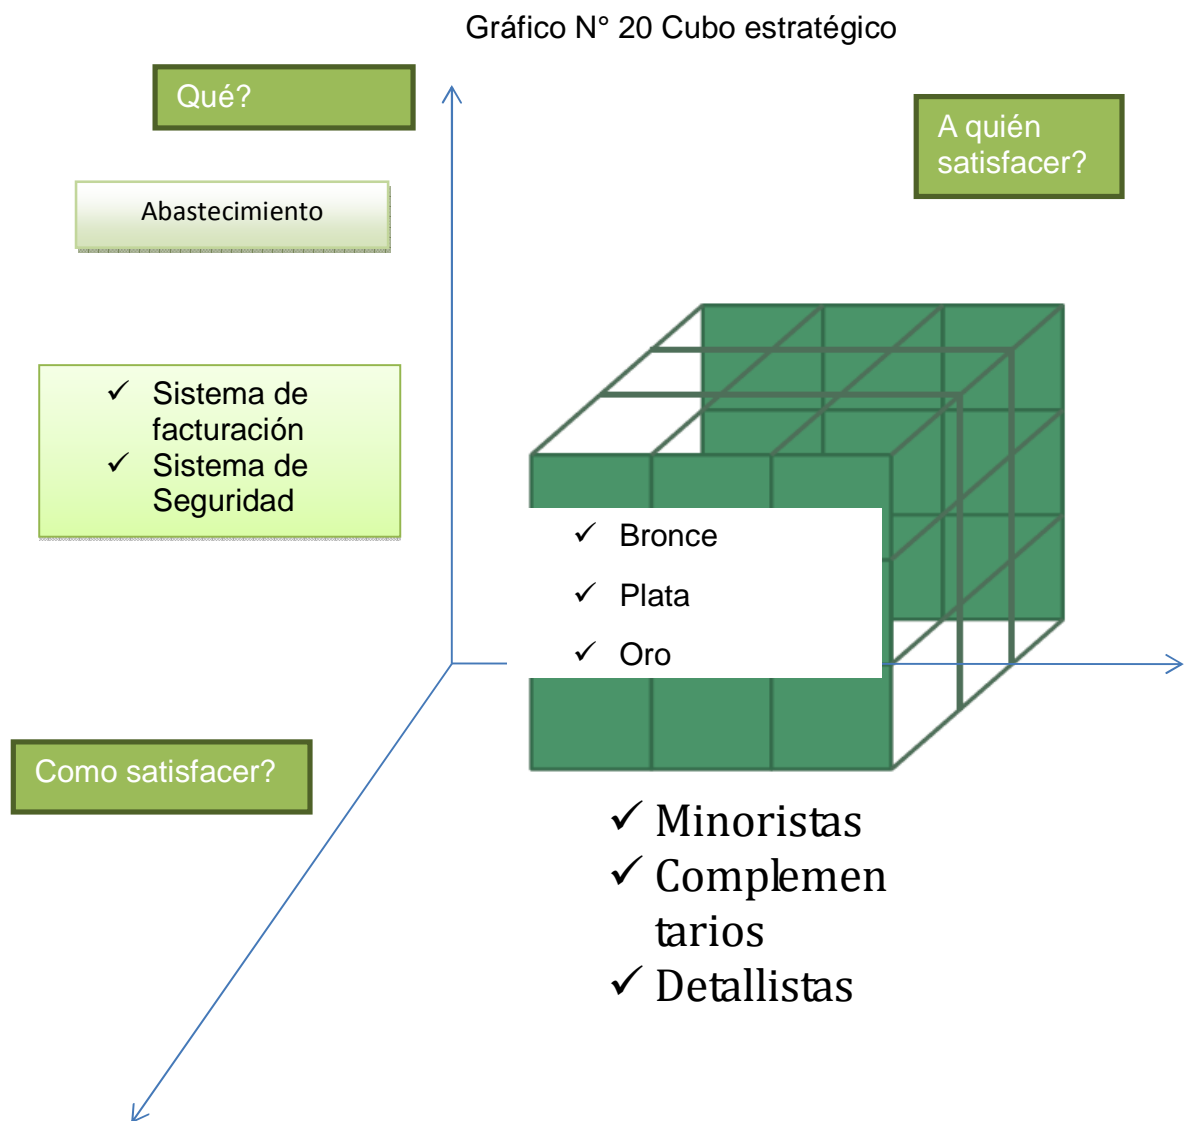 Gráfico N° 20 Cubo estratégico
Qué?
A quién
satisfacer?
Abastecimiento
✓ Sistema de
facturación
✓ Sistema de
Seguridad
✓ Bronce
✓ Plata
✓ Oro
Como satisfacer?
✓ Minoristas
✓ Complemen
tarios
✓ Detallistas